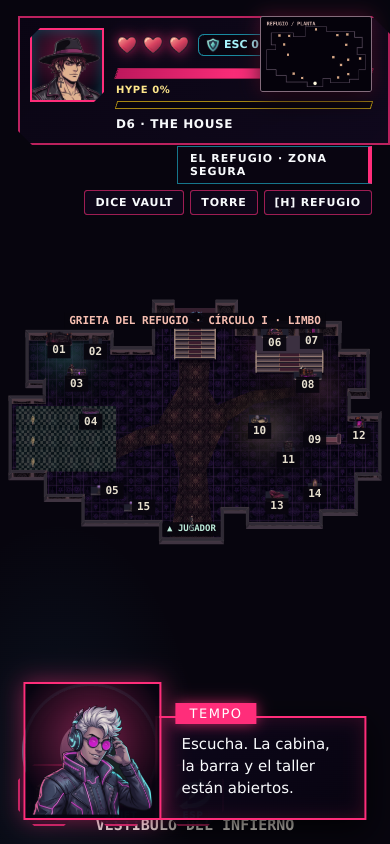 REFUGIO / PLANTA
ESC 0
HYPE 0%
D6 · THE HOUSE
EL REFUGIO · ZONA
SEGURA
DICE VAULT
TORRE
[H] REFUGIO
GRIETA DEL REFUGIO · CÍRCULO I · LIMBO
01
02
03
04
05
06
07
08
09
10
11
12
13
14
15
▲ JUGADOR
TEMPO
Escucha. La cabina,
la barra y el taller
están abiertos.
VESTÍBULO DEL INFIERNO